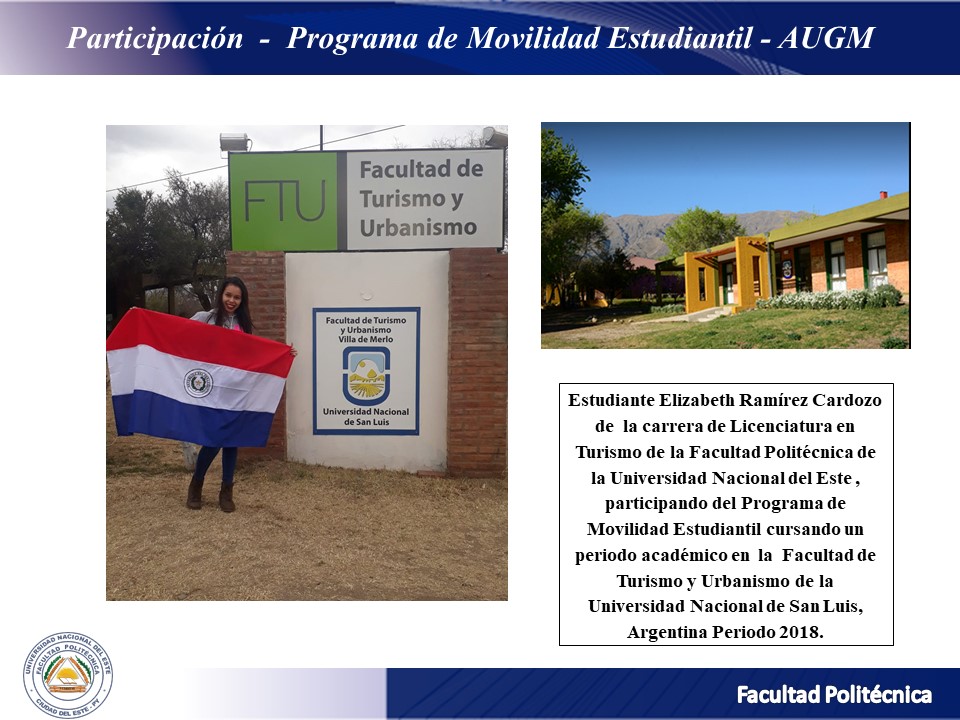 Participación - Programa de Movilidad Estudiantil - AUGM
FTU
Facultad de
Turismo y
Urbanismo
Facultad de Turismo
y Urbanismo
Villa de Merlo
Universidad Nacional
de San Luis
Estudiante Elizabeth Ramírez Cardozo
de la carrera de Licenciatura en
Turismo de la Facultad Politécnica de
la Universidad Nacional del Este ,
participando del Programa de
Movilidad Estudiantil cursando un
periodo académico en la Facultad de
Turismo y Urbanismo de la
Universidad Nacional de San Luis,
Argentina Periodo 2018.
UNIVERSIDAD NACIONAL DEL ESTE
FACULTAD POLITÉCNICA
CIUDAD DEL ESTE - PY
Facultad Politécnica